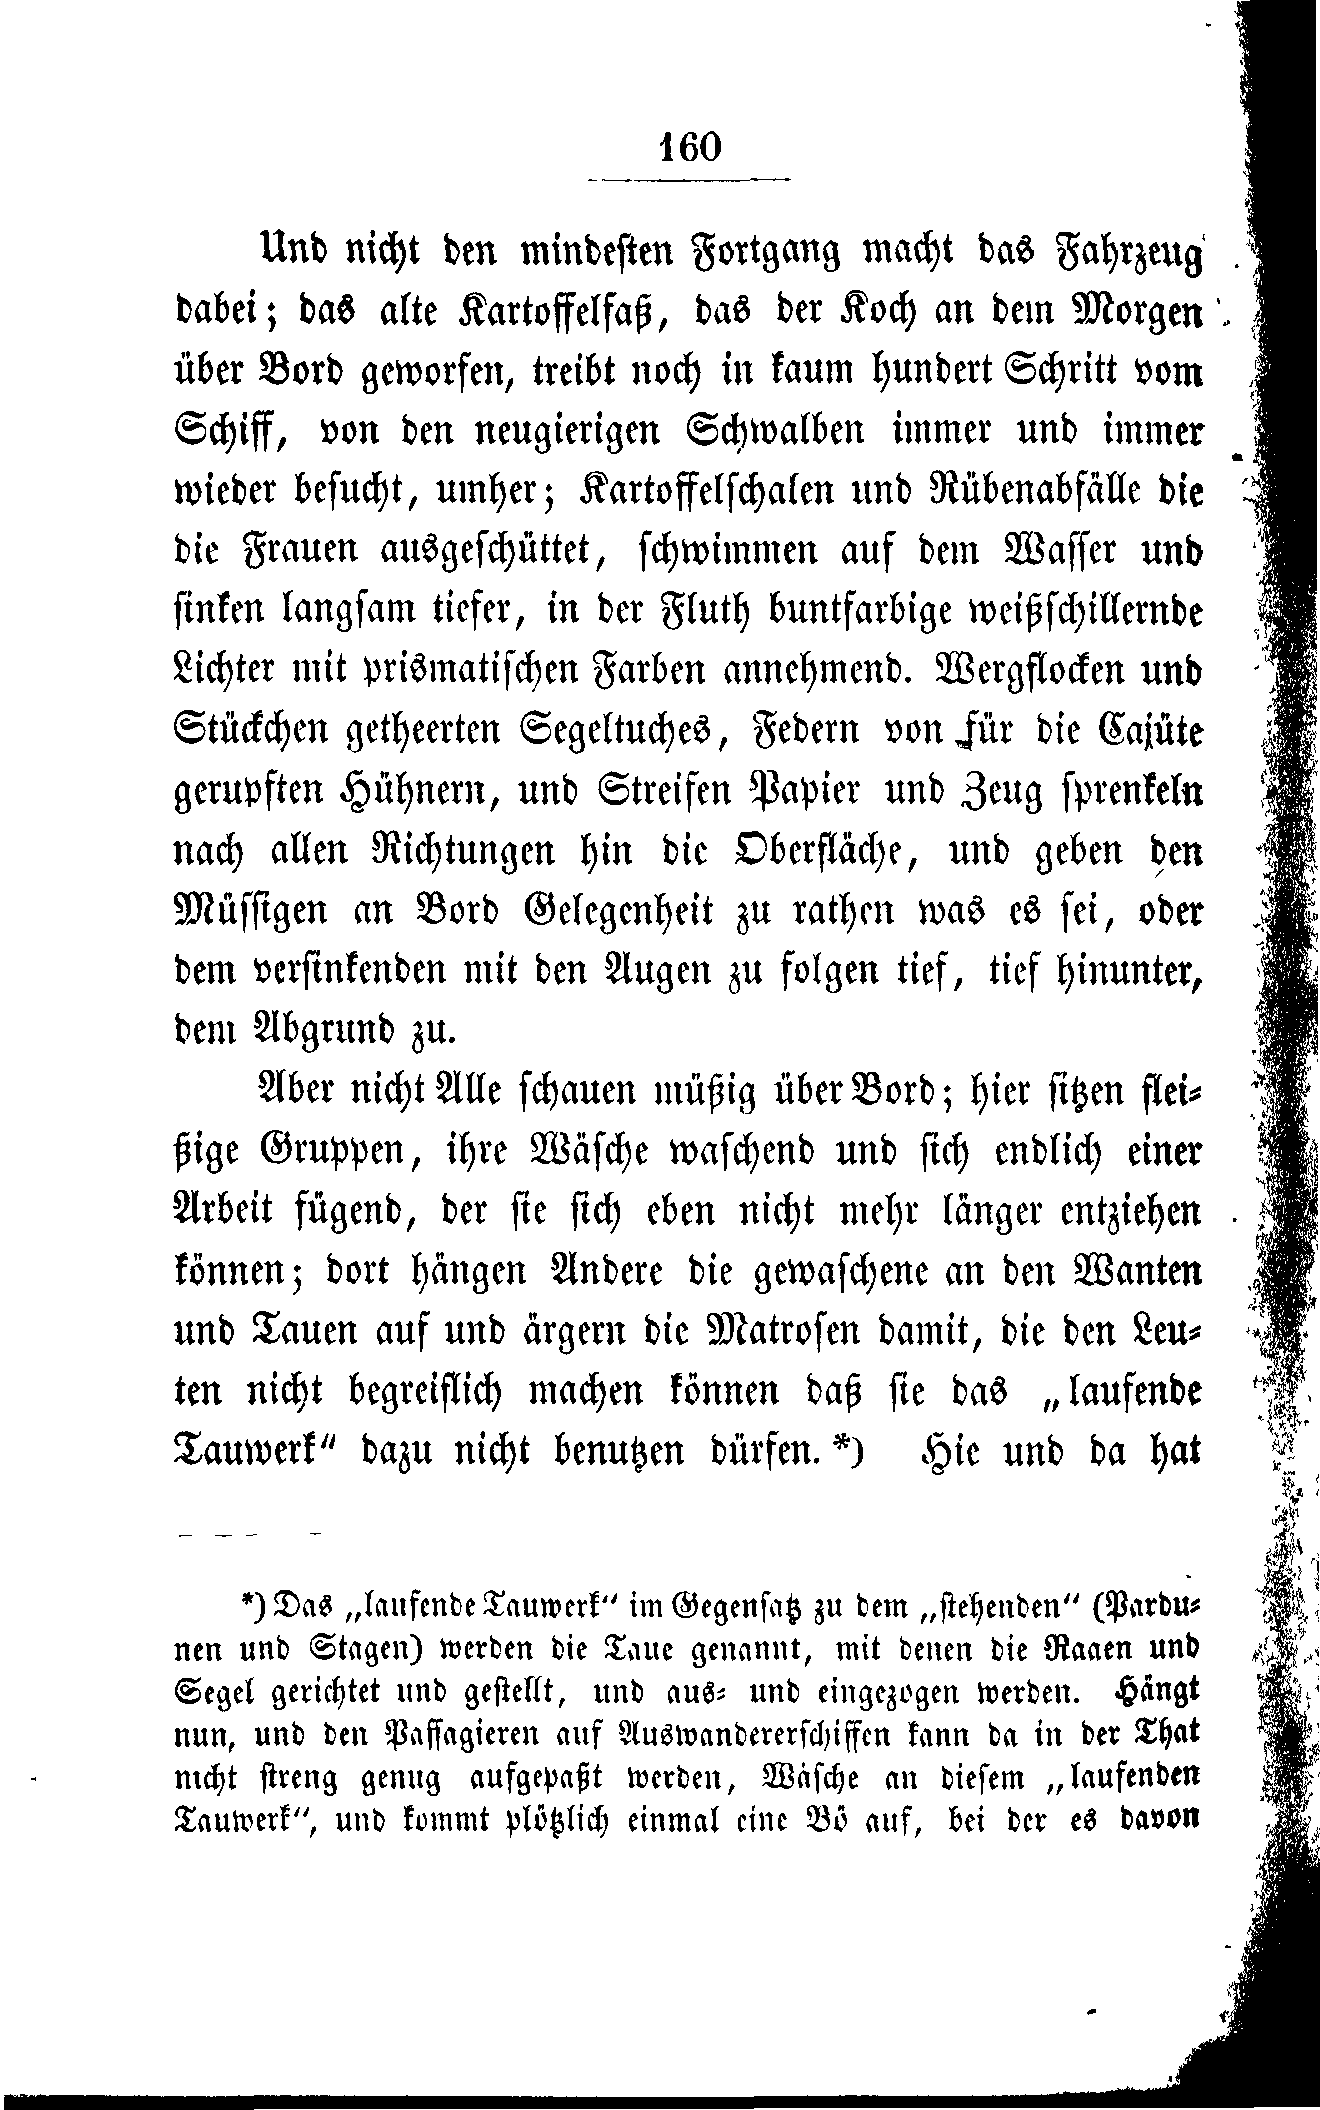 160
Und nicht den mindesten Fortgang macht das Fahrzeug
dabei; das alte Kartoffelfaß, das der Koch an dem Morgen
über Bord geworfen, treibt noch in kaum hundert Schritt vom
Schiff, von den neugierigen Schwalben immer und immer
wieder besucht, umher; Kartoffelschalen und Rübenabfälle die
die Frauen ausgeschüttet, schwimmen auf dem Wasser und
sinken langsam tiefer, in der Fluth buntfarbige weißschillernde
Lichter mit prismatischen Farben annehmend. Wergflocken und
Stückchen getheerten Segeltuches, Federn von für die Cajüte
gerupften Hühnern, und Streifen Papier und Zeug sprenkeln
nach allen Richtungen hin die Oberfläche, und geben den
Müssigen an Bord Gelegenheit zu rathen was es sei, oder
dem versinkenden mit den Augen zu folgen tief, tief hinunter,
dem Abgrund zu.
Aber nicht Alle schauen müßig über Bord; hier sitzen flei-
ßige Gruppen, ihre Wäsche waschend und sich endlich einer
Arbeit fügend, der sie sich eben nicht mehr länger entziehen
können; dort hängen Andere die gewaschene an den Wanten
und Tauen auf und ärgern die Matrosen damit, die den Leu-
ten nicht begreiflich machen können daß sie das „laufende
Tauwerk“ dazu nicht benutzen dürfen. *) Hie und da hat
*) Das „laufende Tauwerk“ im Gegensatz zu dem „stehenden“ (Pardu-
nen und Stagen) werden die Taue genannt, mit denen die Raaen und
Segel gerichtet und gestellt, und aus- und eingezogen werden. Hängt
nun, und den Passagieren auf Auswandererschiffen kann da in der That
nicht streng genug aufgepaßt werden, Wäsche an diesem „laufenden
Tauwerk“, und kommt plötzlich einmal eine Bö auf, bei der es davon